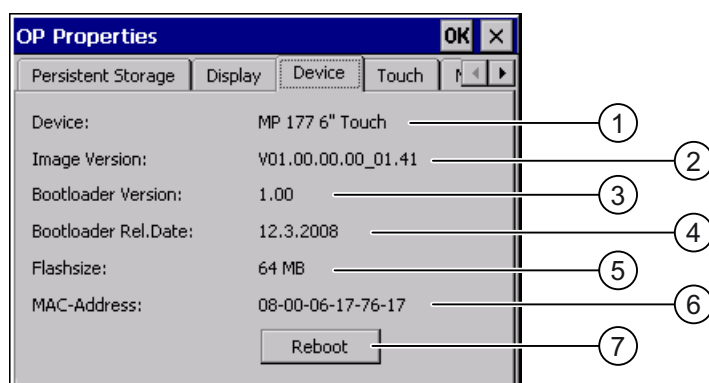 OP Properties OK ×
Persistent Storage Display Device Touch
Device: MP 177 6" Touch 1
Image Version: V01.00.00.00_01.41 2
Bootloader Version: 1.00 3
Bootloader Rel.Date: 12.3.2008 4
Flashsize: 64 MB 5
MAC-Address: 08-00-06-17-76-17 6
Reboot 7